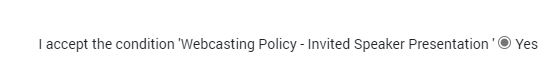 I accept the condition 'Webcasting Policy - Invited Speaker Presentation ' Yes